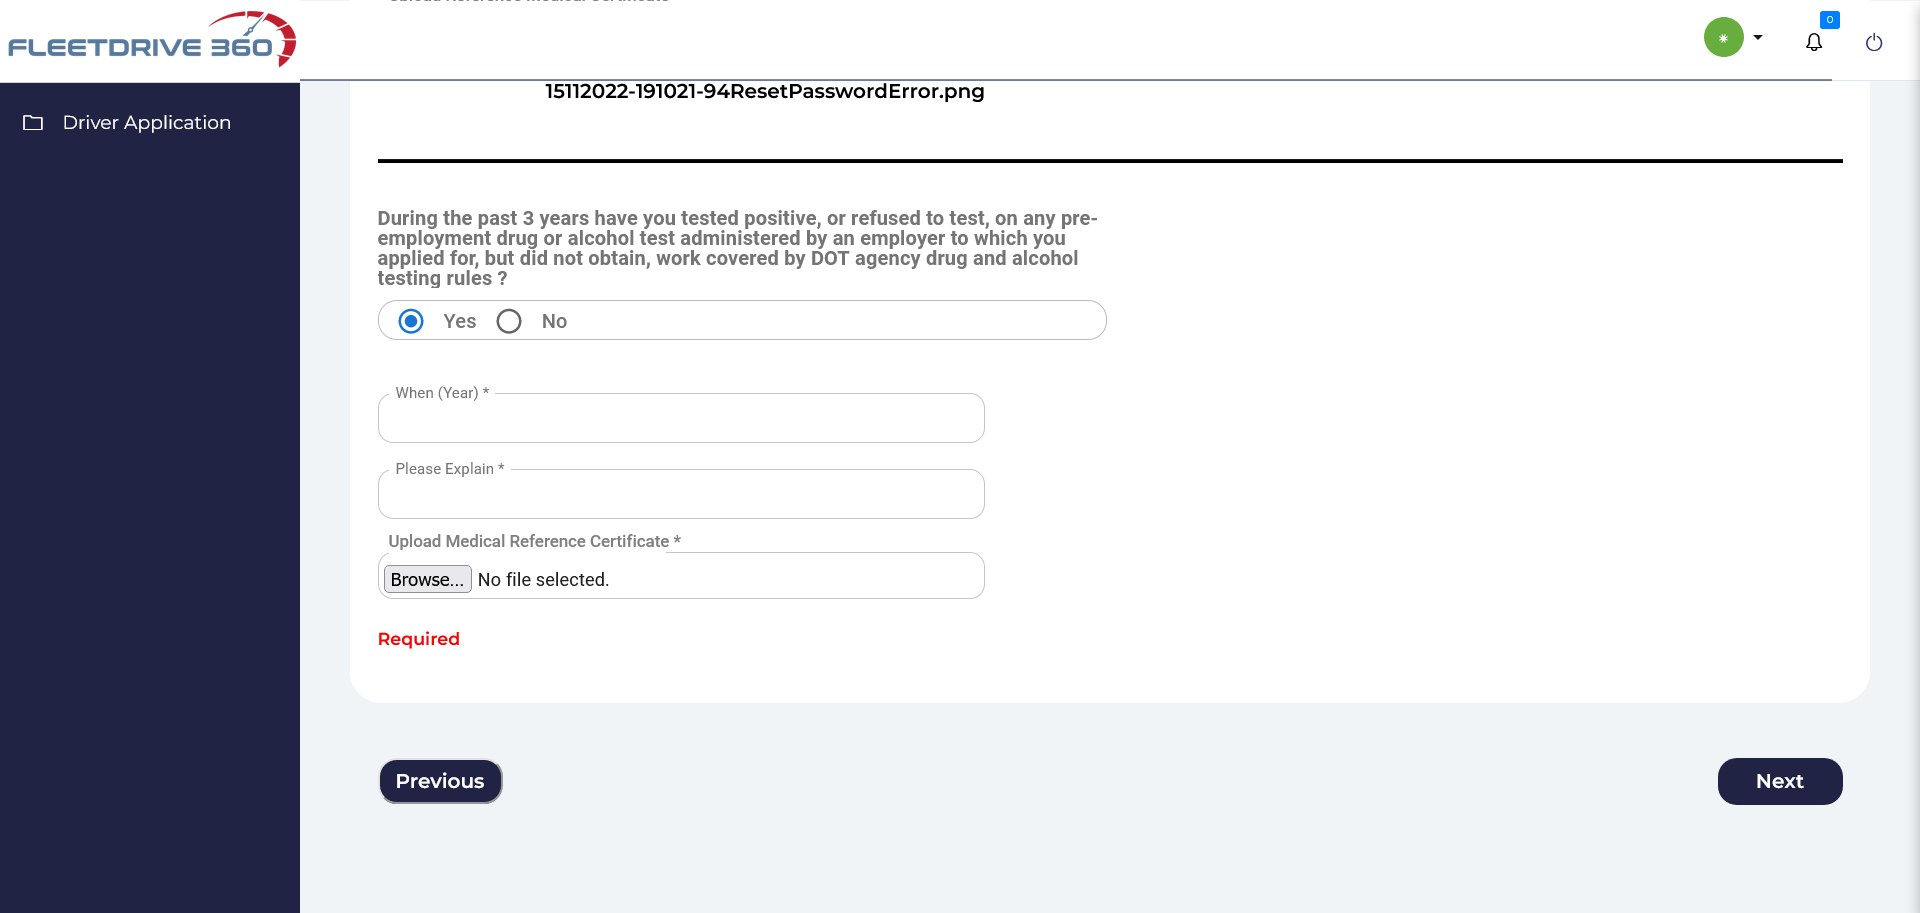 FLEETDRIVE 360
0
Driver Application
15112022-191021-94ResetPasswordError.png
During the past 3 years have you tested positive, or refused to test, on any pre-
employment drug or alcohol test administered by an employer to which you
applied for, but did not obtain, work covered by DOT agency drug and alcohol
testing rules ?
Yes No
When (Year) *
Please Explain *
Upload Medical Reference Certificate *
Browse... No file selected.
Required
Previous Next